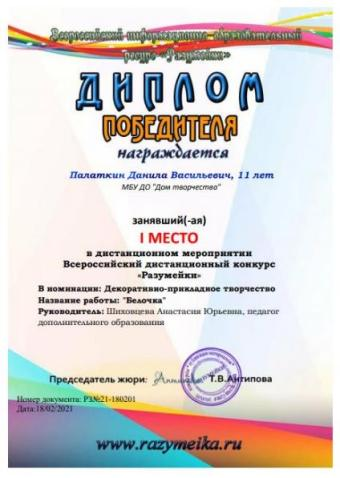 Всероссийский информационно-образовательный
ресурс «Разумейки»
ДИПЛОМ
ПОБЕДИТЕЛЯ
награждается
Палаткин Данила Васильевич, 11 лет
МБУ ДО "Дом творчество"
занявший(-ая)
I МЕСТО
в дистанционном мероприятии
Всероссийский дистанционный конкурс
«Разумейки»
В номинации: Декоративно-прикладное творчество
Название работы: "Белочка"
Руководитель: Шиховцева Анастасия Юрьевна, педагог
дополнительного образования
Председатель жюри: Т.В.Антипова
Номер документа: РЗ№21-180201
Дата:18/02/2021
www.razymeika.ru